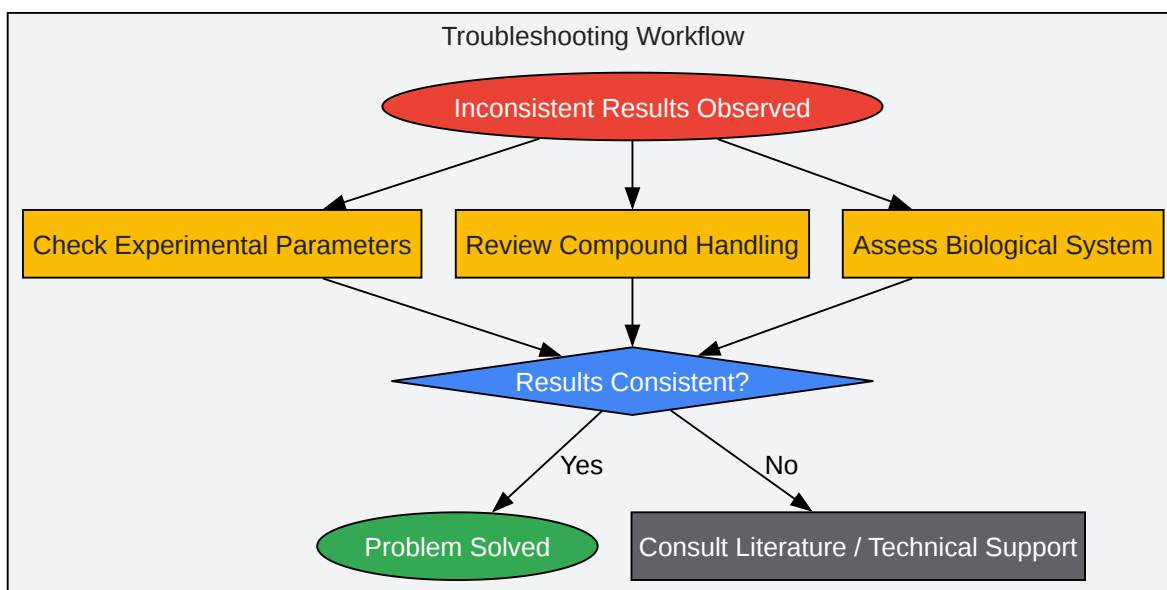 Troubleshooting Workflow
Inconsistent Results Observed
Check Experimental Parameters
Review Compound Handling
Assess Biological System
Results Consistent?
Yes
No
Problem Solved
Consult Literature / Technical Support